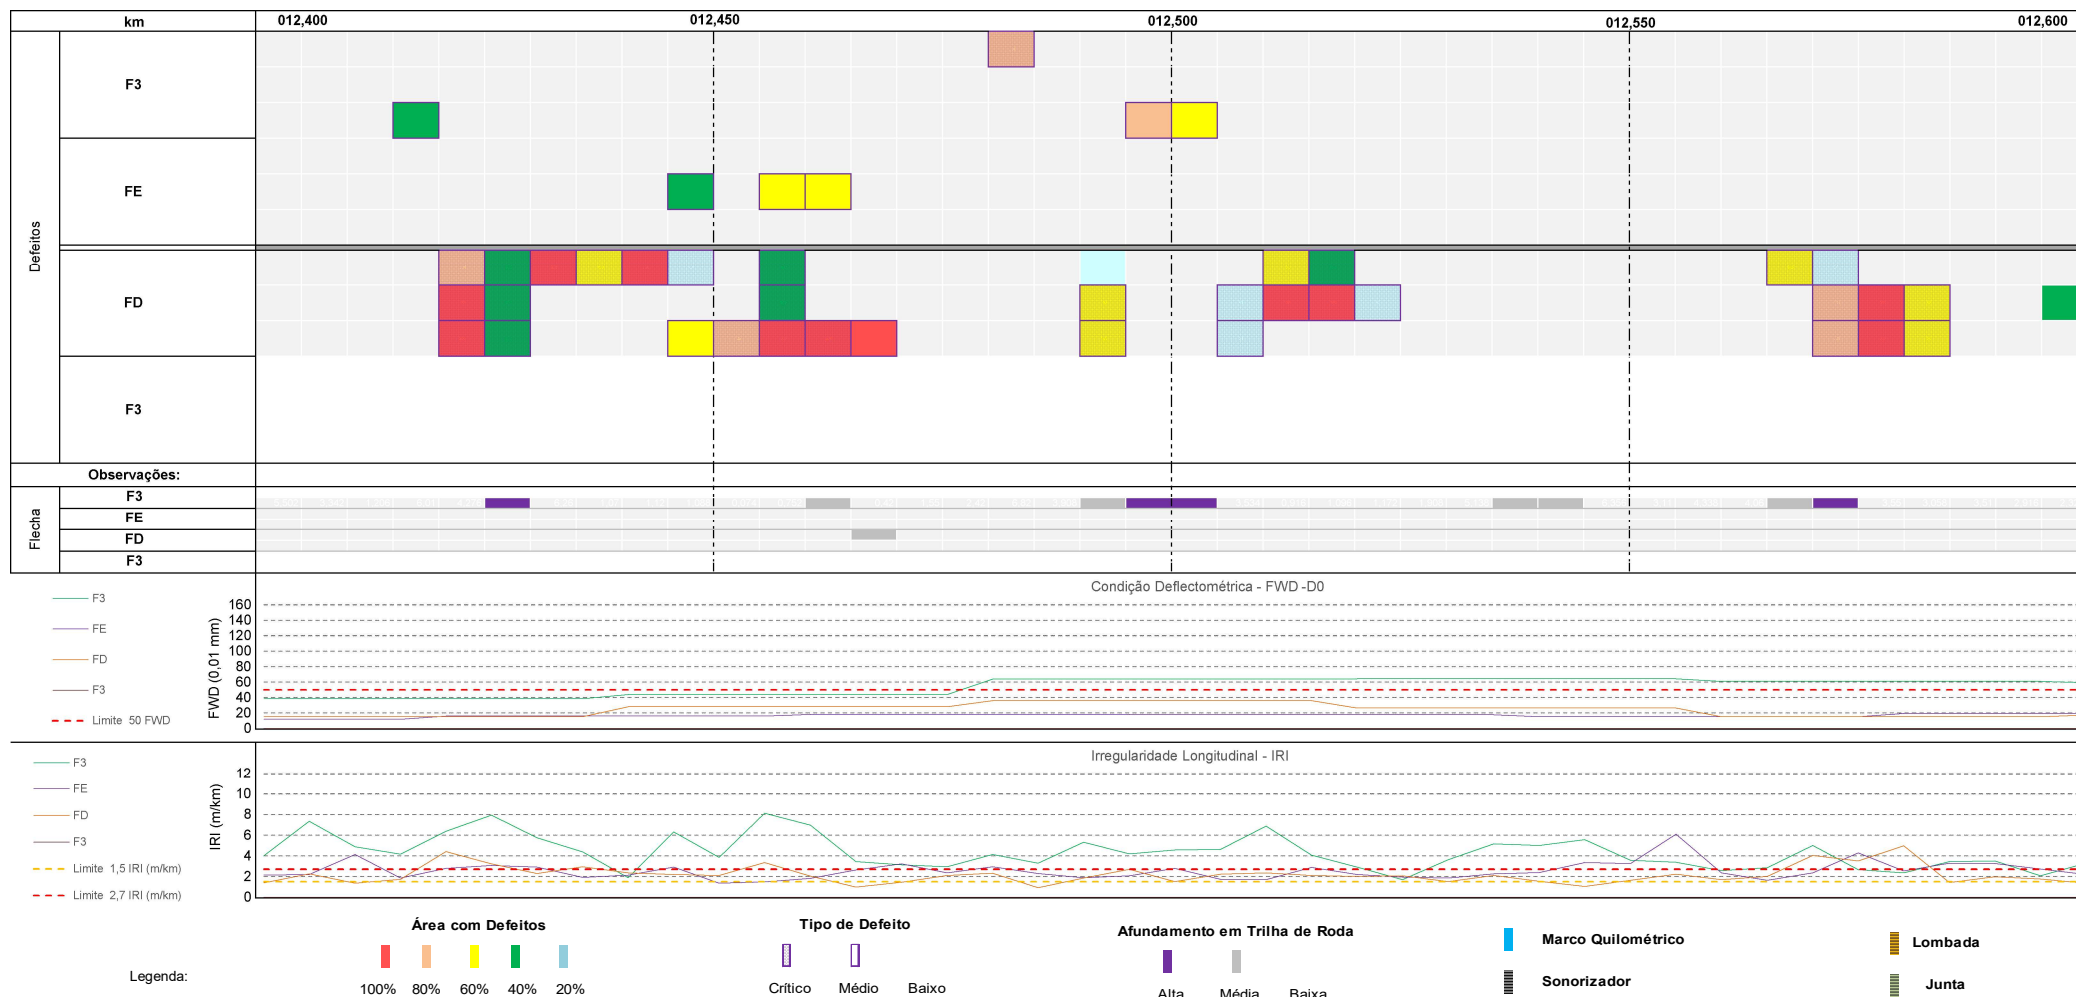 km 012,400 012,450 012,500 012,550 012,600
Defeitos
F3
FE
FD
F3
Observações:
Flecha
F3
FE
FD
F3
Condição Deflectométrica - FWD -D0
F3
FE
FD
F3
Limite 50 FWD
FWD (0,01 mm)
160
140
120
100
80
60
40
20
0
Irregularidade Longitudinal - IRI
F3
FE
FD
F3
Limite 1,5 IRI (m/km)
Limite 2,7 IRI (m/km)
IRI (m/km)
12
10
8
6
4
2
0
Legenda:
Área com Defeitos
100% 80% 60% 40% 20%
Tipo de Defeito
Crítico Médio Baixo
Afundamento em Trilha de Roda
Alta Média Baixa
Marco Quilométrico
Sonorizador
Lombada
Junta